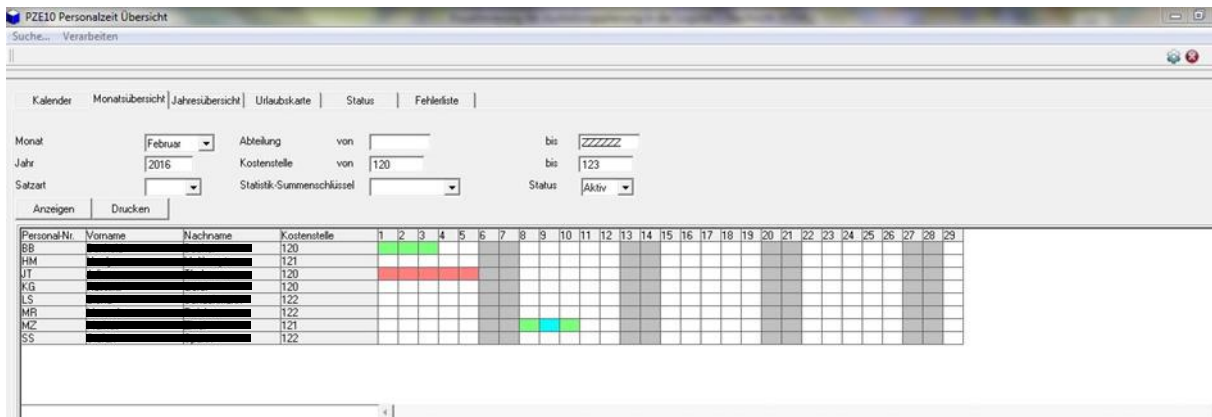 PZE10 Personalzeit Übersicht
Suche... Verarbeiten
Kalender Monatsübersicht Jahresübersicht Urlaubskarte Status Fehlerliste
Monat Februar Abteilung von bis ZZZZZZ
Jahr 2016 Kostenstelle von 120 bis 123
Satzart Statistik-Summenschlüssel Status Aktiv
Anzeigen Drucken
Personal-Nr. Vorname Nachname Kostenstelle 1 2 3 4 5 6 7 8 9 10 11 12 13 14 15 16 17 18 19 20 21 22 23 24 25 26 27 28 29
BB 120
HM 121
JT 120
KG 120
LS 122
MR 122
MZ 121
SS 122